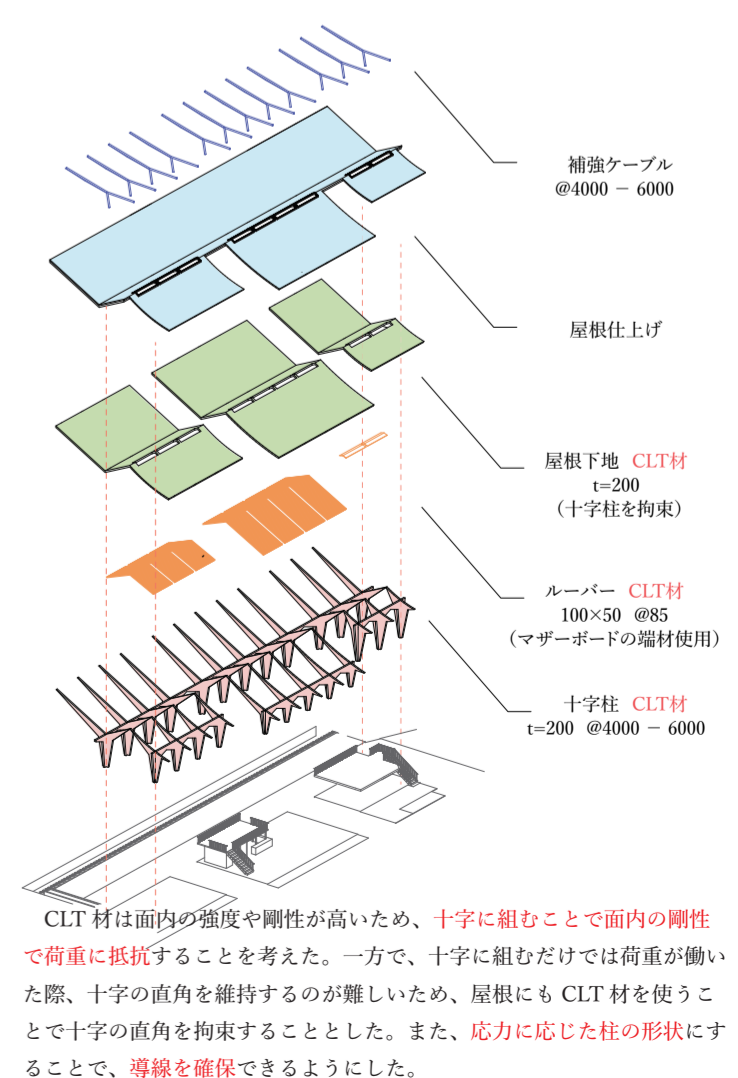 補強ケーブル
@4000 － 6000
屋根仕上げ
屋根下地 CLT材
t=200
（十字柱を拘束）
ルーバー CLT材
100×50 @85
（マザーボードの端材使用）
十字柱 CLT材
t=200 @4000 － 6000
CLT 材は面内の強度や剛性が高いため、十字に組むことで面内の剛性
で荷重に抵抗することを考えた。一方で、十字に組むだけでは荷重が働い
た際、十字の直角を維持するのが難しいため、屋根にも CLT 材を使うこ
とで十字の直角を拘束することとした。また、応力に応じた柱の形状にす
ることで、導線を確保できるようにした。